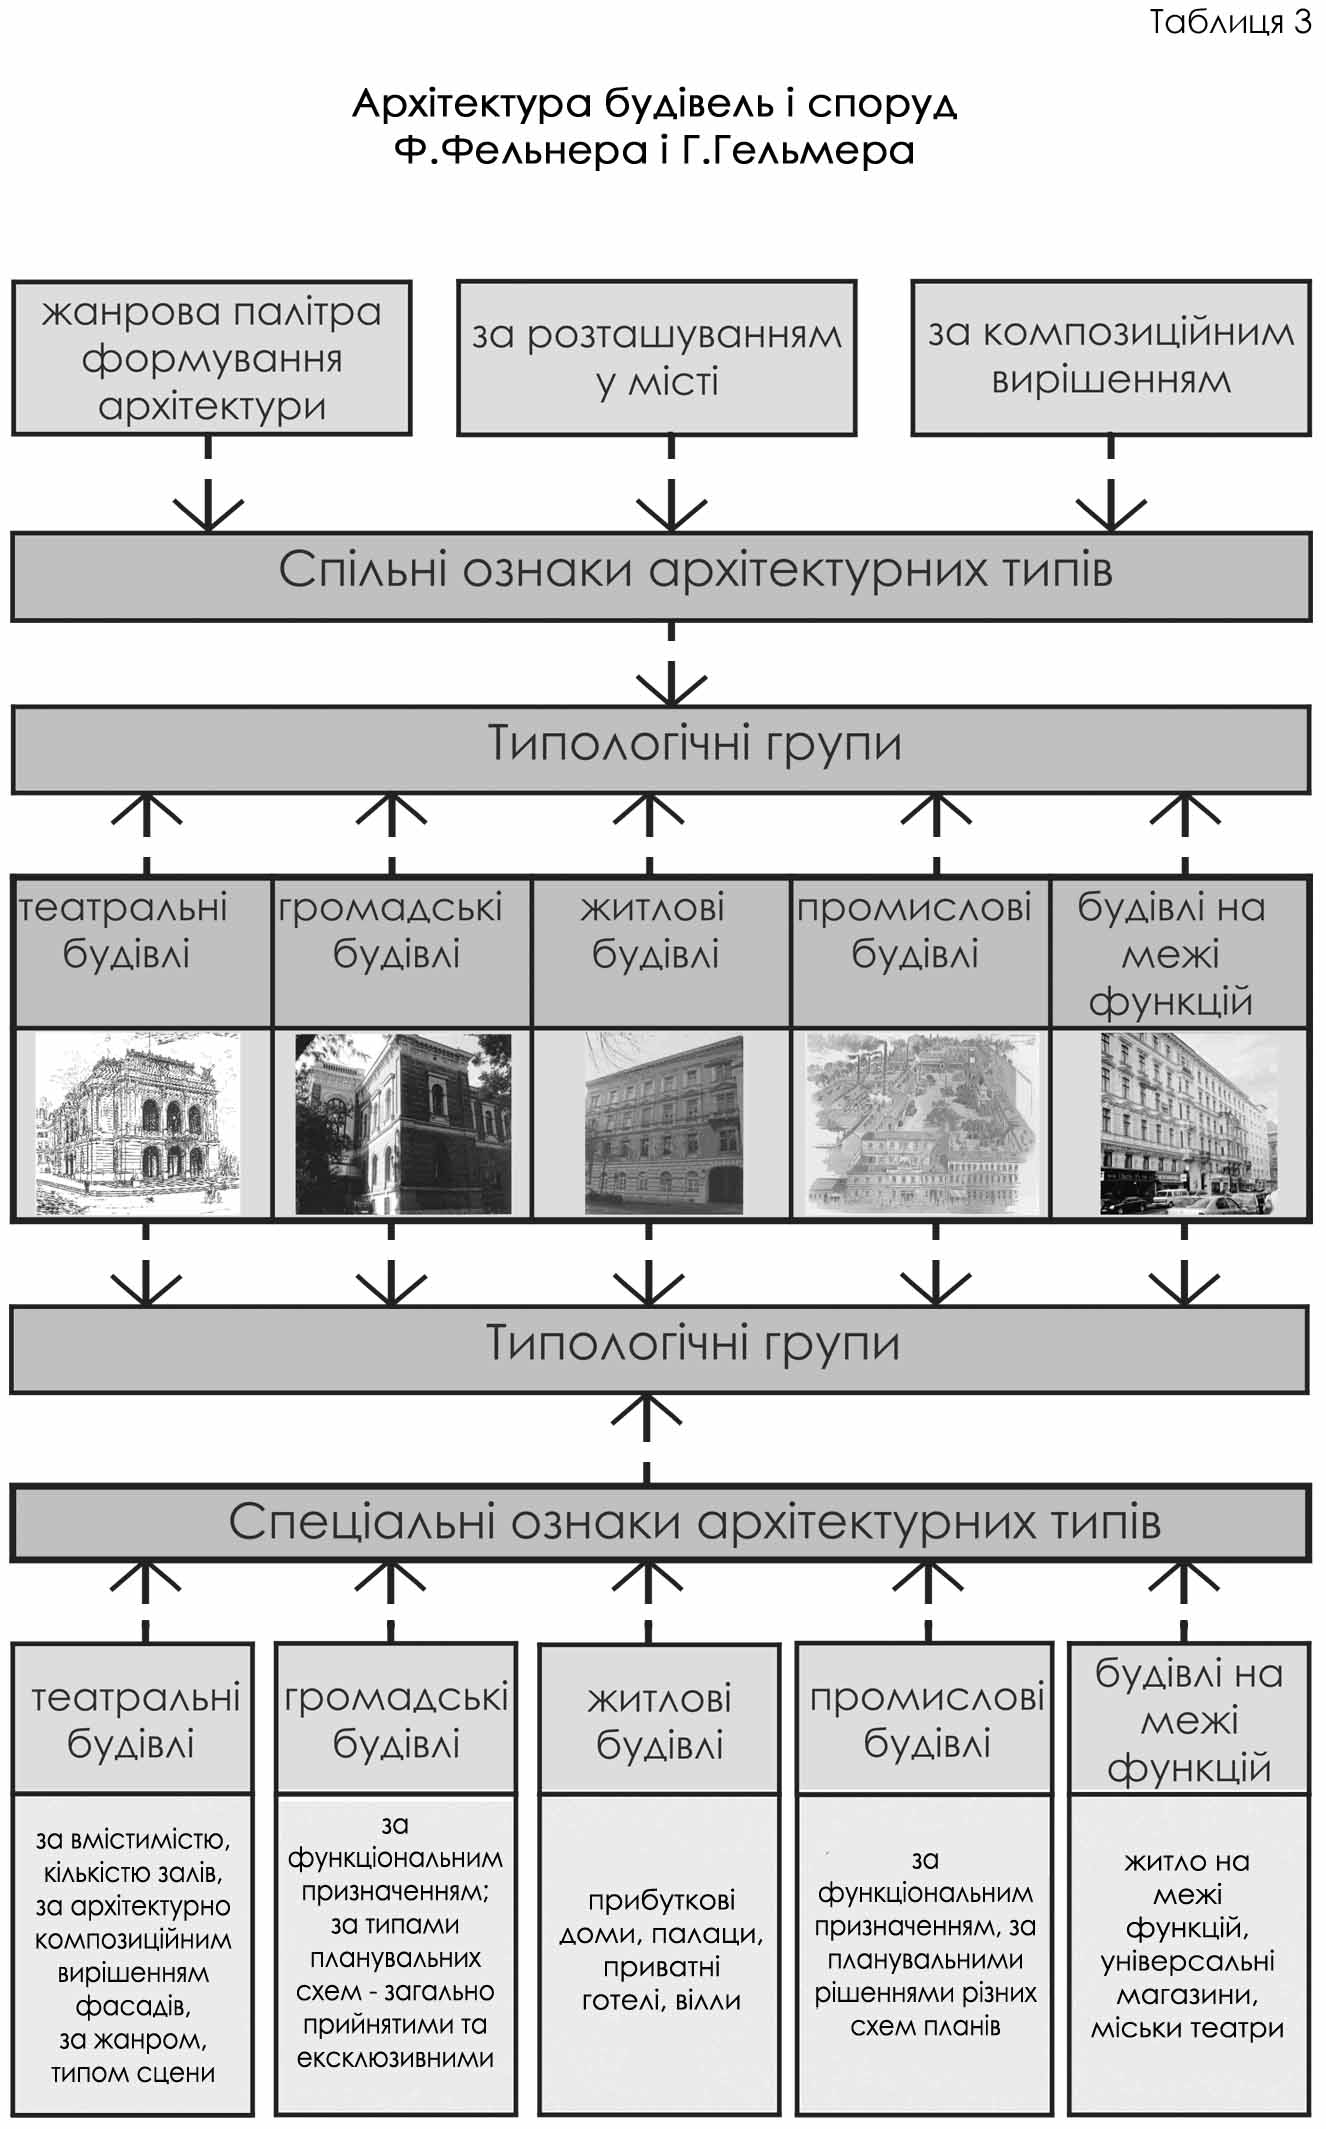 Таблиця 3
Архітектура будівель і споруд
Ф.Фельнера і Г.Гельмера
жанрова палітра
формування
архітектури
за розташуванням
у місті
за композиційним
вирішенням
Спільні ознаки архітектурних типів
Типологічні групи
театральні
будівлі
громадські
будівлі
житлові
будівлі
промислові
будівлі
будівлі на
межі
функцій
Типологічні групи
Спеціальні ознаки архітектурних типів
театральні
будівлі
громадські
будівлі
житлові
будівлі
промислові
будівлі
будівлі на
межі
функцій
за вмістимістю,
кількістю залів,
за архітектурно
композиційним
вирішенням
фасадів,
за жанром,
типом сцени
за
функціональним
призначенням;
за типами
планувальних
схем - загально
прийнятими та
ексклюзивними
прибуткові
доми, палаци,
приватні
готелі, вілли
за
функціональним
призначенням, за
планувальними
рішеннями різних
схем планів
житло на
межі
функцій,
універсальні
магазини,
міськи театри